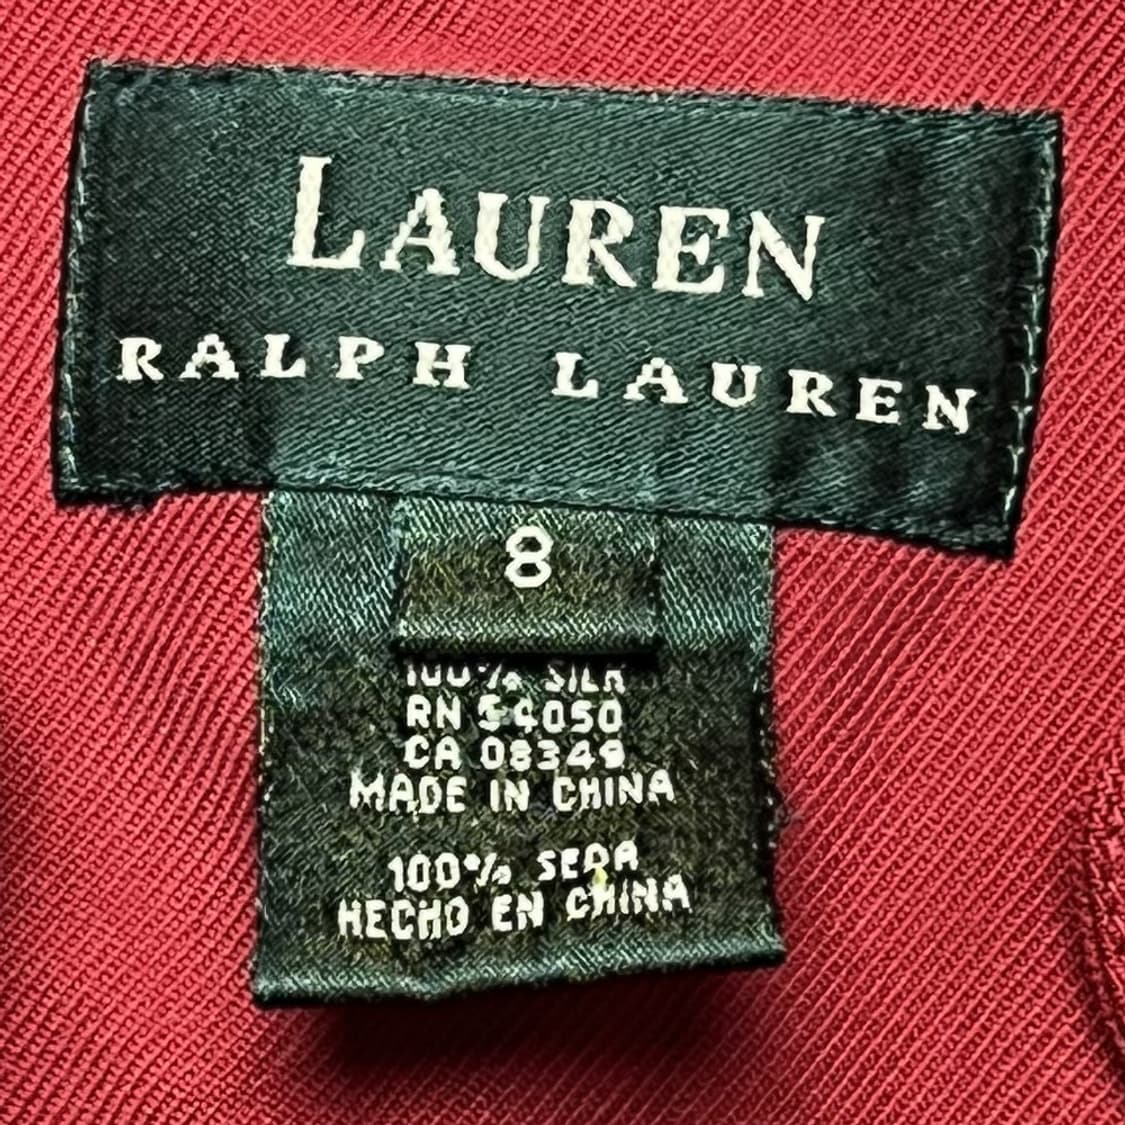 LAUREN
RALPH LAUREN
8
100% SILK
RN 54050
CA 08349
MADE IN CHINA
100% SEDA
HECHO EN CHINA